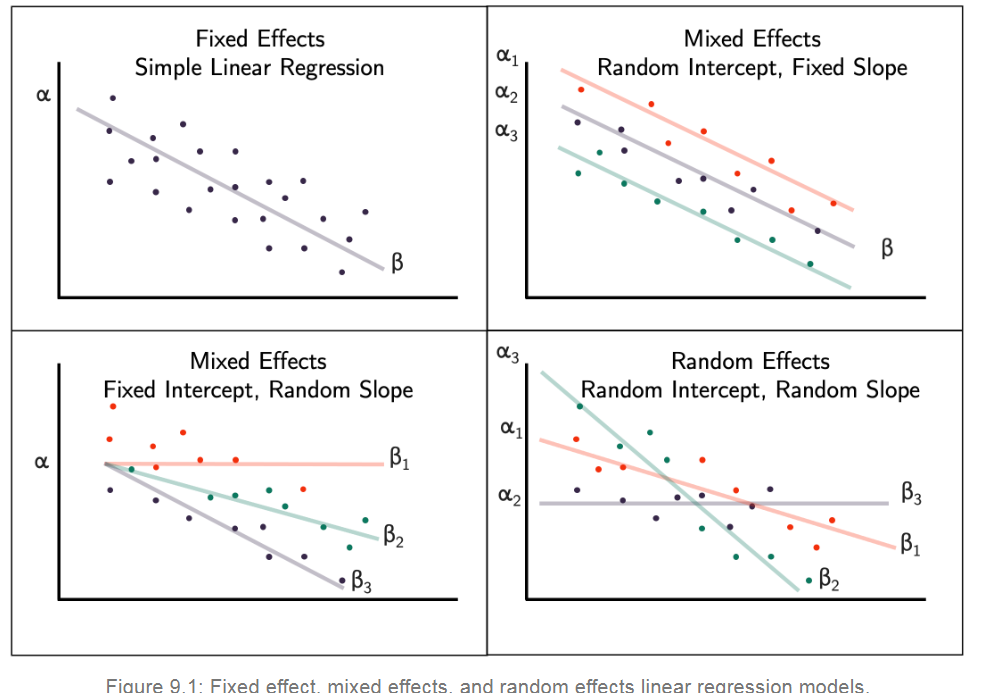 Fixed Effects
Simple Linear Regression
α
β
Mixed Effects
Random Intercept, Fixed Slope
α₁
α₂
α₃
β
Mixed Effects
Fixed Intercept, Random Slope
α
β₁
β₂
β₃
Random Effects
Random Intercept, Random Slope
α₃
α₁
α₂
β₃
β₁
β₂
Figure 9.1: Fixed effect, mixed effects, and random effects linear regression models.